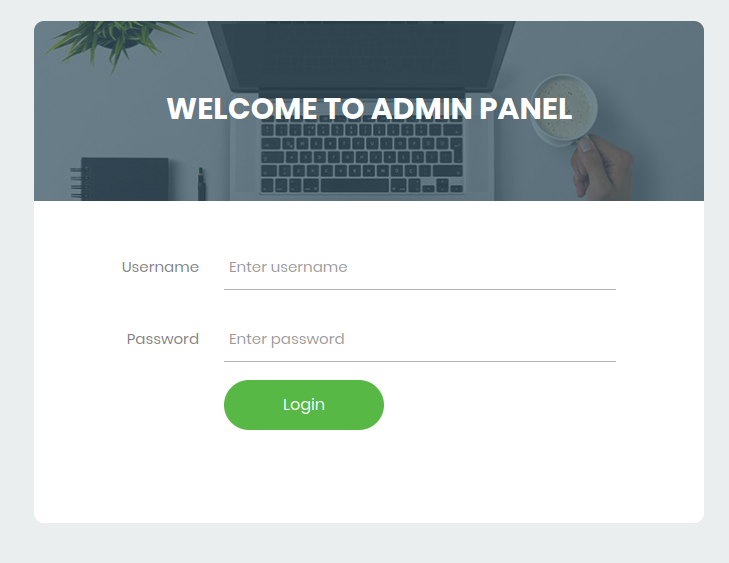 WELCOME TO ADMIN PANEL
Username Enter username
Password Enter password
Login